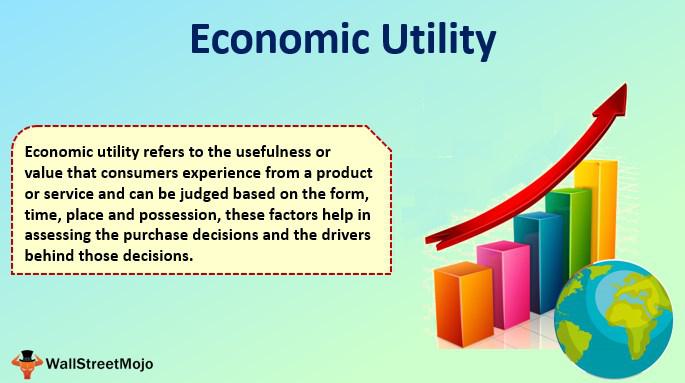 Economic Utility
Economic utility refers to the usefulness or
value that consumers experience from a product
or service and can be judged based on the form,
time, place and possession, these factors help in
assessing the purchase decisions and the drivers
behind those decisions.
WallStreetMojo